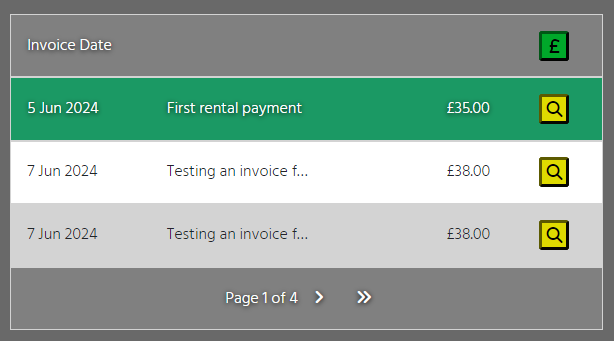 Invoice Date £
5 Jun 2024 First rental payment £35.00
7 Jun 2024 Testing an invoice f...
£38.00
7 Jun 2024 Testing an invoice f...
£38.00
Page 1 of 4